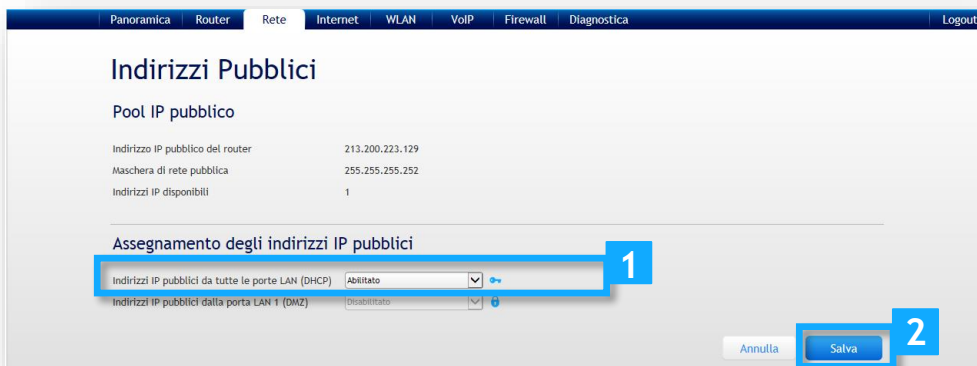 Panoramica Router Rete Internet WLAN VoIP Firewall Diagnostica Logout
Indirizzi Pubblici
Pool IP pubblico
Indirizzo IP pubblico del router 213.200.223.129
Maschera di rete pubblica 255.255.255.252
Indirizzi IP disponibili 1
Assegnamento degli indirizzi IP pubblici
1
Indirizzi IP pubblici da tutte le porte LAN (DHCP) Abilitato
Indirizzi IP pubblici dalla porta LAN 1 (DMZ) Disabilitato
Annulla Salva 2